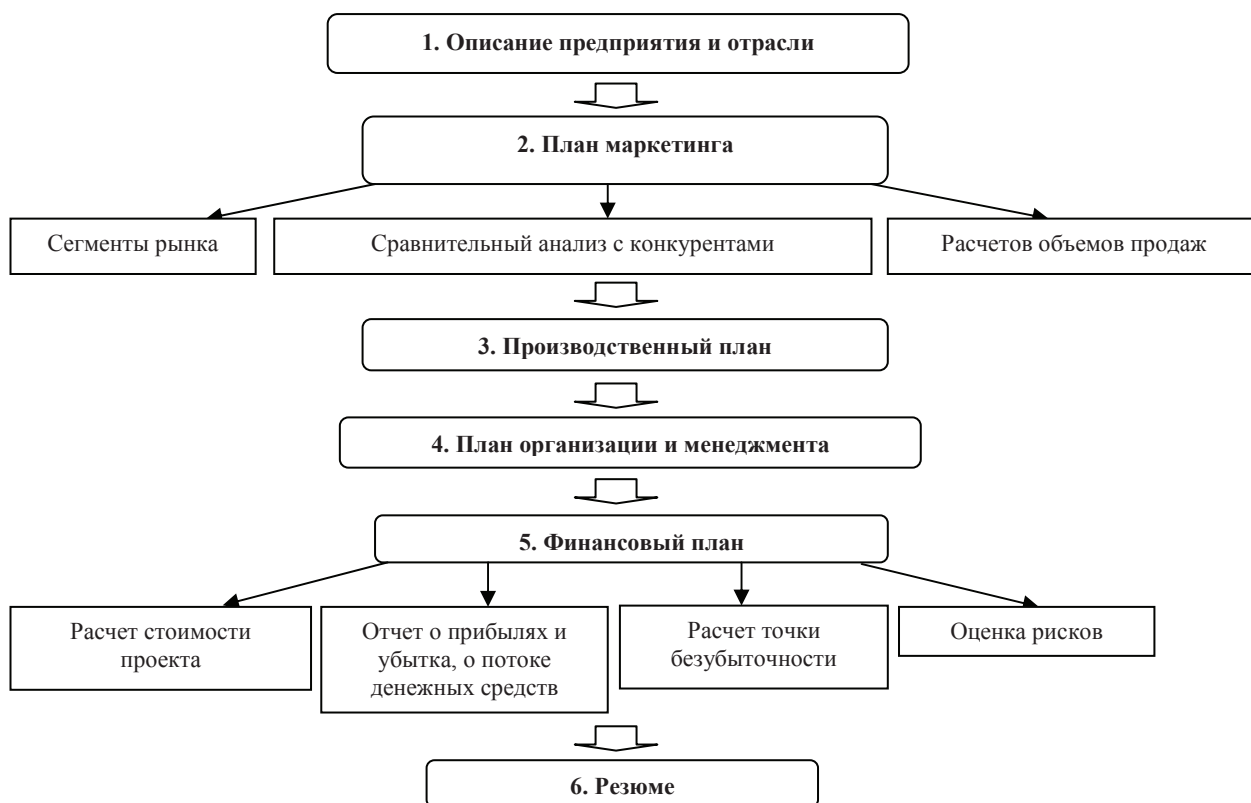 1. Описание предприятия и отрасли
2. План маркетинга
Сегменты рынка
Сравнительный анализ с конкурентами
Расчетов объемов продаж
3. Производственный план
4. План организации и менеджмента
5. Финансовый план
Расчет стоимости
проекта
Отчет о прибылях и
убытка, о потоке
денежных средств
Расчет точки
безубыточности
Оценка рисков
6. Резюме